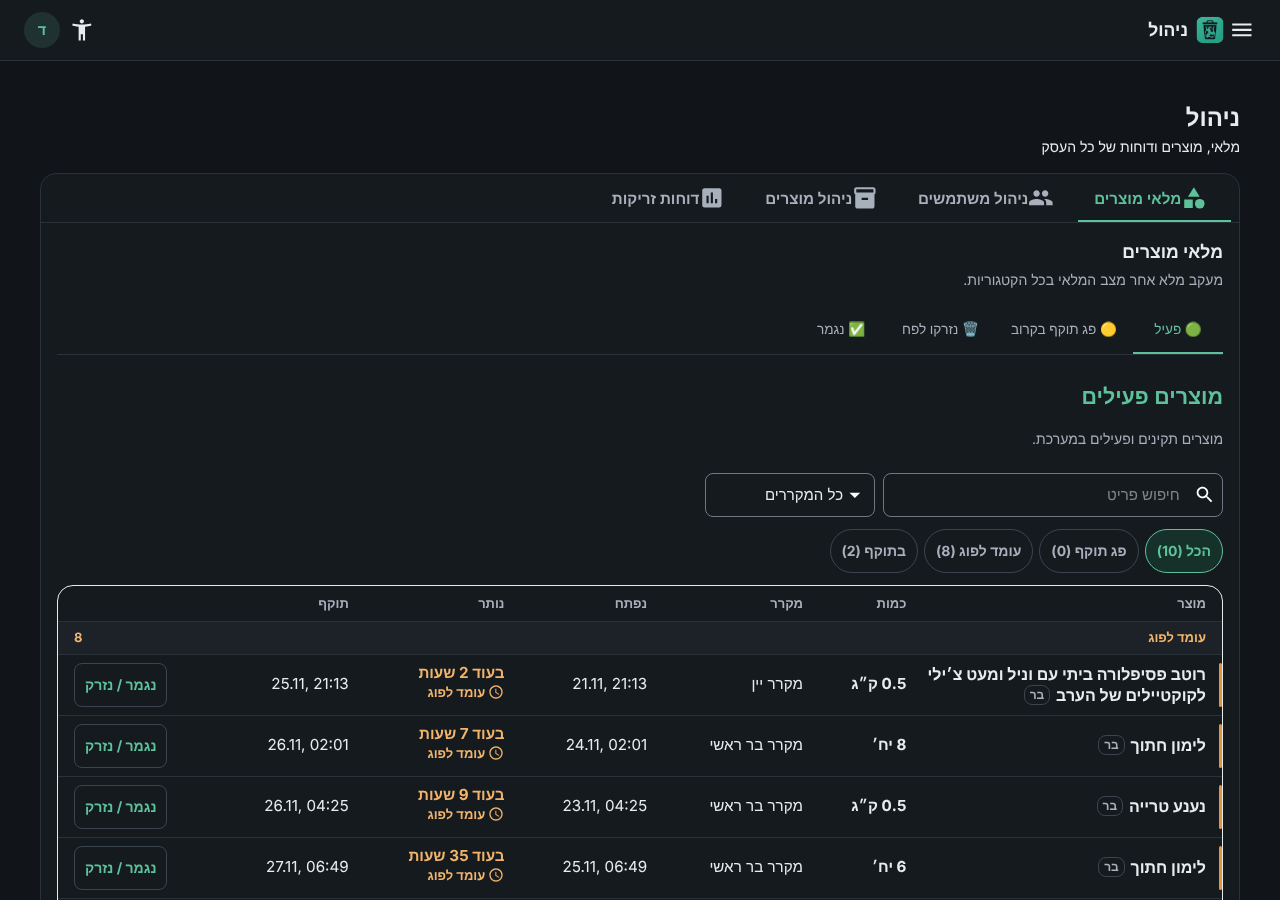 ניהול
ד
ניהול
מלאי, מוצרים ודוחות של כל העסק
מלאי מוצרים ניהול משתמשים ניהול מוצרים דוחות זריקות
מלאי מוצרים
מעקב מלא אחר מצב המלאי בכל הקטגוריות.
🟢 פעיל 🟡 פג תוקף בקרוב 🗑️ נזרקו לפח ✅ נגמר
מוצרים פעילים
מוצרים תקינים ופעילים במערכת.
חיפוש פריט כל המקררים
הכל (10) פג תוקף (0) עומד לפוג (8) בתוקף (2)
מוצר כמות מקרר נפתח נותר תוקף
עומד לפוג 8
רוטב פסיפלורה ביתי עם וניל ומעט צ׳ילי
לקוקטיילים של הערב בר
0.5 ק״ג מקרר יין 21.11, 21:13 בעוד 2 שעות
עומד לפוג
25.11, 21:13 נגמר / נזרק
לימון חתוך בר 8 יח׳ מקרר בר ראשי 24.11, 02:01 בעוד 7 שעות
עומד לפוג
26.11, 02:01 נגמר / נזרק
נענע טרייה בר 0.5 ק״ג מקרר בר ראשי 23.11, 04:25 בעוד 9 שעות
עומד לפוג
26.11, 04:25 נגמר / נזרק
לימון חתוך בר 6 יח׳ מקרר בר ראשי 25.11, 06:49 בעוד 35 שעות
עומד לפוג
27.11, 06:49 נגמר / נזרק